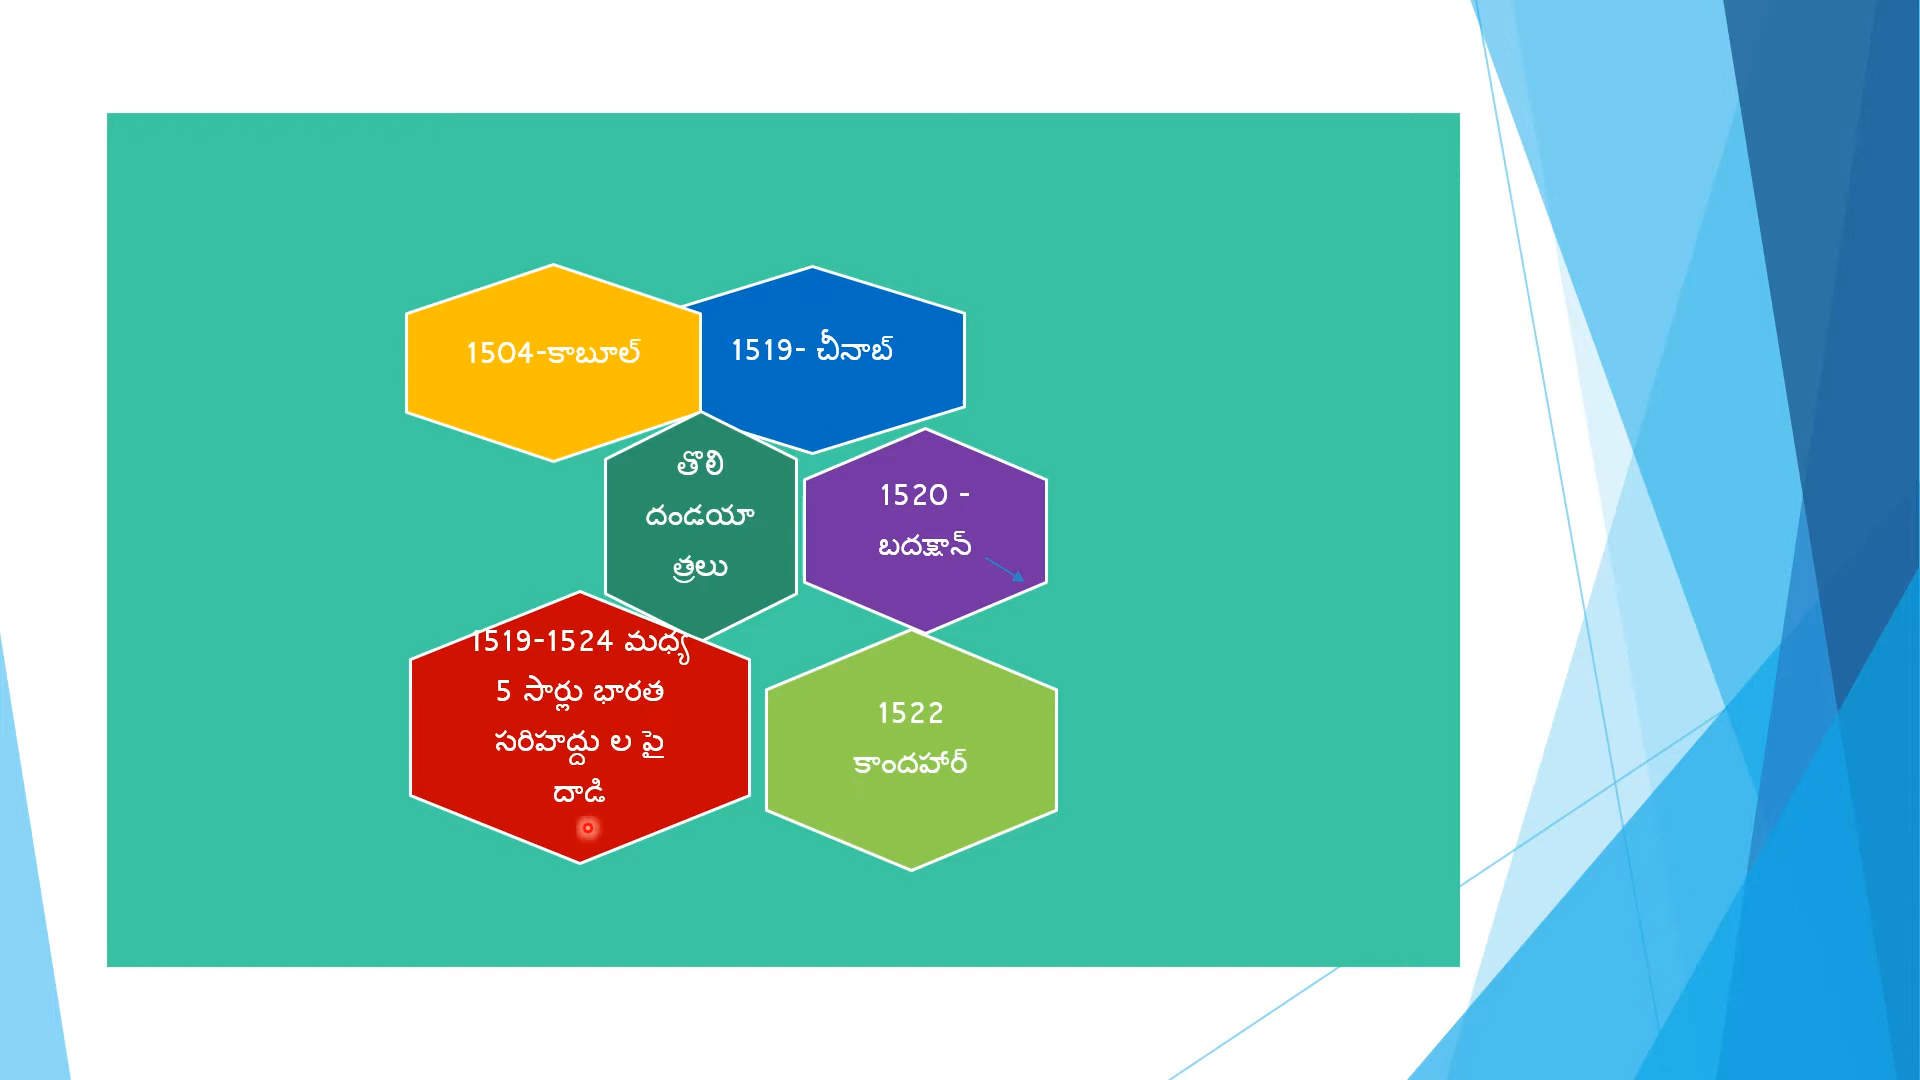 1504-కాబూల్
1519- చీనాబ్
తొలి
దండయా
త్రలు
1520 -
బదక్షాన్
1519-1524 మధ్య
5 సార్లు భారత
సరిహద్దు ల పై
దాడి
1522
కాందహార్